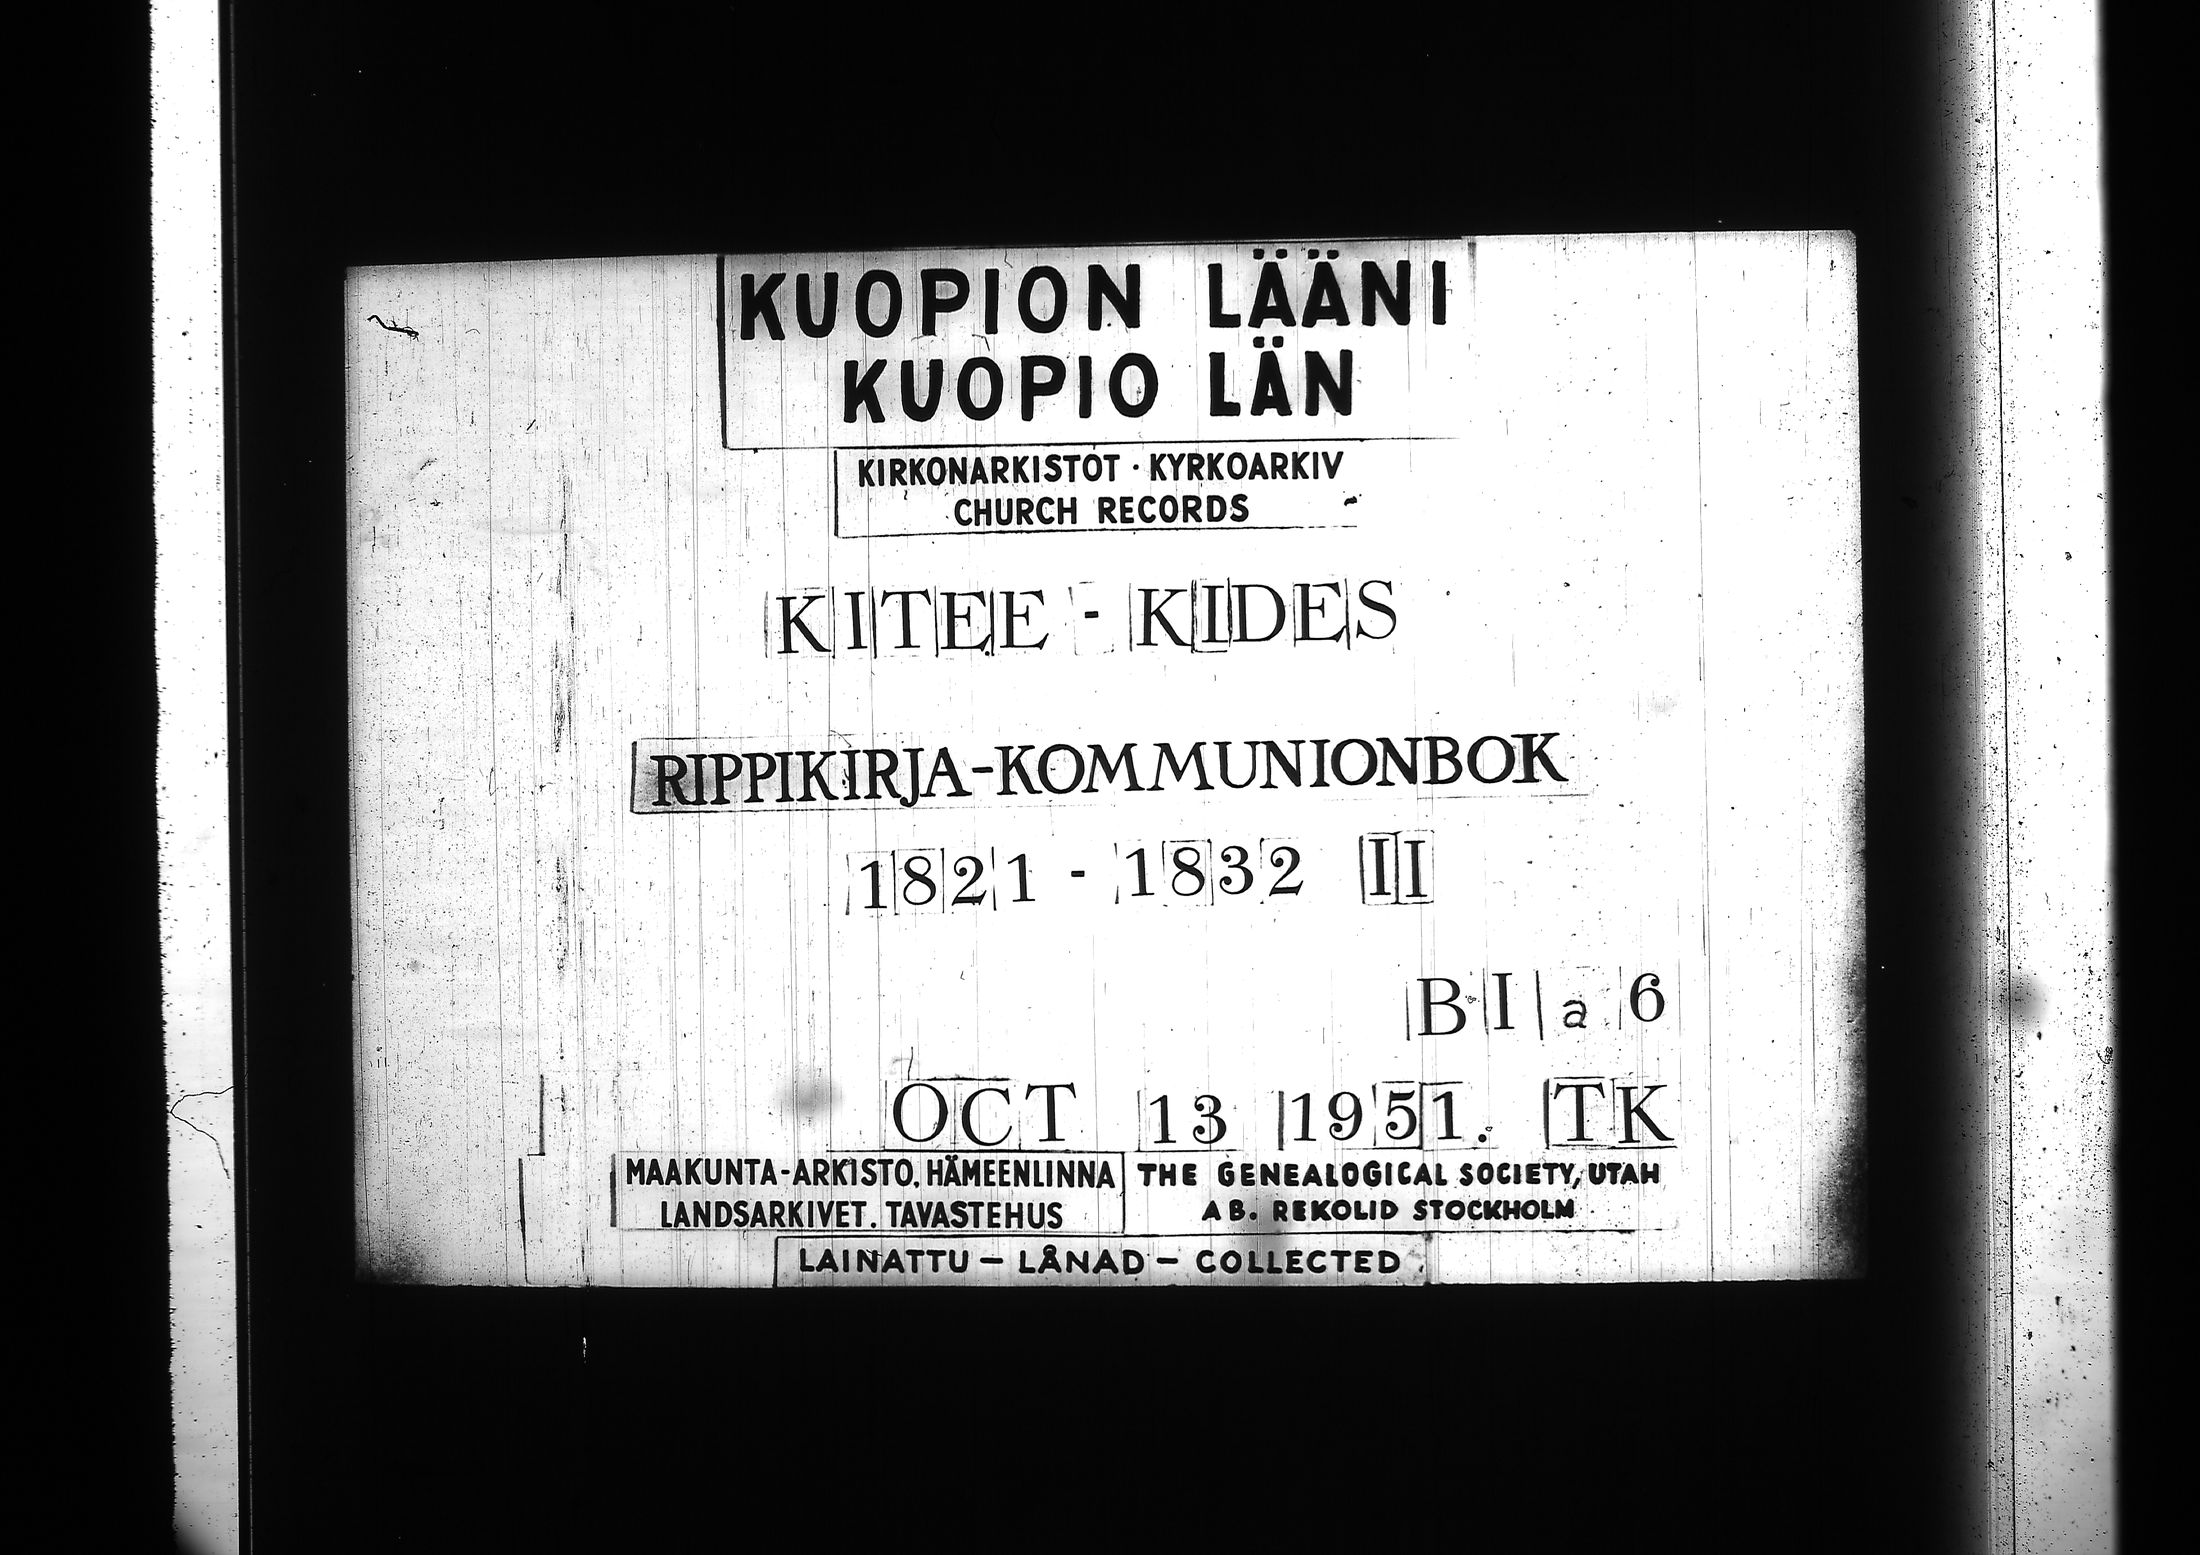 KUOPION LÄÄNI
KUOPIO LÄN
KIRKONARKISTOT · KYRKOARKIV
CHURCH RECORDS
KITEE - KIDES
RIPPIKIRJA-KOMMUNIONBOK
1821 - 1832 II
B I a 6
OCT 13 1951. TK
MAAKUNTA-ARKISTO, HÄMEENLINNA
LANDSARKIVET. TAVASTEHUS
THE GENEALOGICAL SOCIETY, UTAH
AB. REKOLID STOCKHOLM
LAINATTU – LÅNAD – COLLECTED